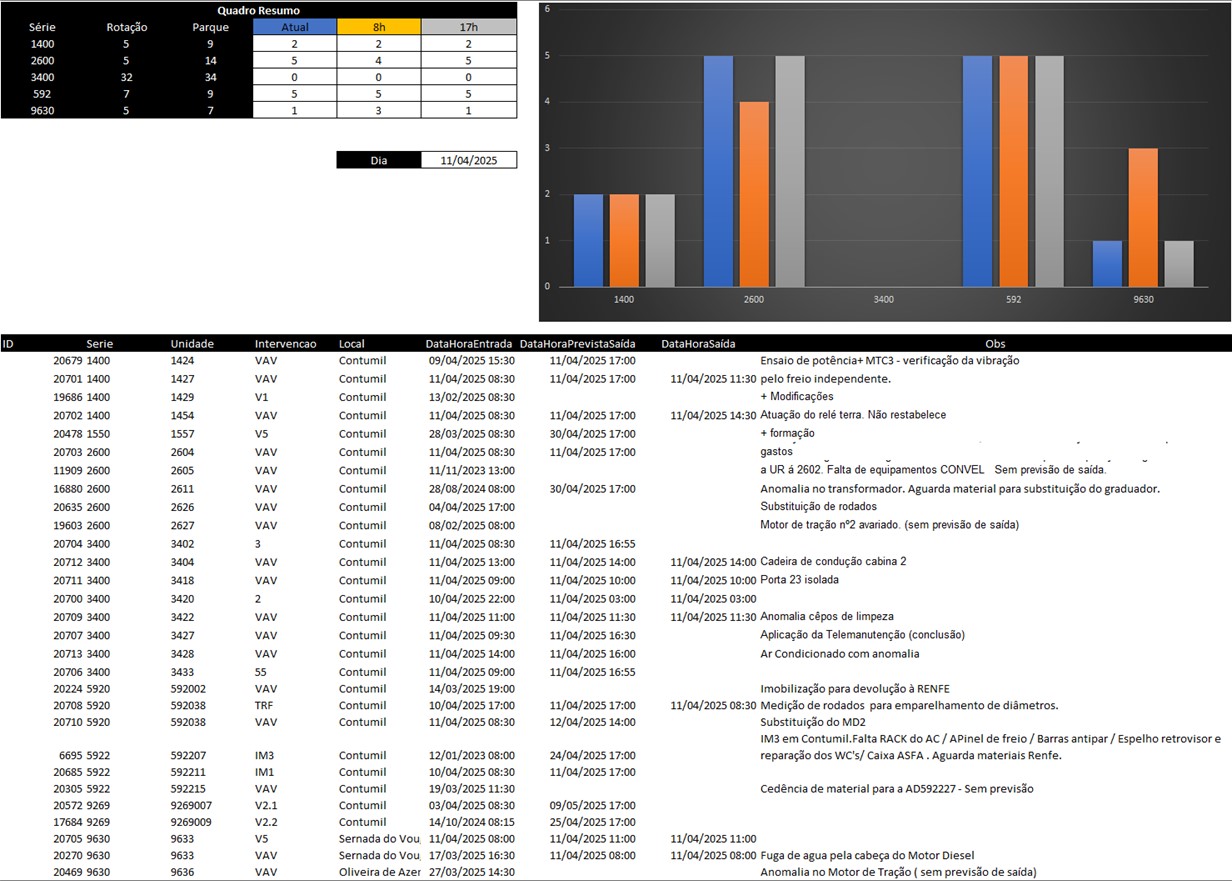 Quadro Resumo
Série Rotação Parque Atual 8h 17h
1400 5 9 2 2 2
2600 5 14 5 4 5
3400 32 34 0 0 0
592 7 9 5 5 5
9630 5 7 1 3 1
Dia 11/04/2025
6
5
4
3
2
1
0
1400 2600 3400 592 9630
ID Serie Unidade Intervencao Local DataHoraEntrada DataHoraPrevistaSaída DataHoraSaída Obs
20679 1400 1424 VAV Contumil 09/04/2025 15:30 11/04/2025 17:00 Ensaio de potência+ MTC3 - verificação da vibração
20701 1400 1427 VAV Contumil 11/04/2025 08:30 11/04/2025 17:00 11/04/2025 11:30 pelo freio independente.
19686 1400 1429 V1 Contumil 13/02/2025 08:30 + Modificações
20702 1400 1454 VAV Contumil 11/04/2025 08:30 11/04/2025 17:00 11/04/2025 14:30 Atuação do relé terra. Não restabelece
20478 1550 1557 V5 Contumil 28/03/2025 08:30 30/04/2025 17:00 + formação
20703 2600 2604 VAV Contumil 11/04/2025 08:30 11/04/2025 17:00 gastos
11909 2600 2605 VAV Contumil 11/11/2023 13:00 a UR á 2602. Falta de equipamentos CONVEL Sem previsão de saída.
16880 2600 2611 VAV Contumil 28/08/2024 08:00 30/04/2025 17:00 Anomalia no transformador. Aguarda material para substituição do graduador.
20635 2600 2626 VAV Contumil 04/04/2025 17:00 Substituição de rodados
19603 2600 2627 VAV Contumil 08/02/2025 08:00 Motor de tração nº2 avariado. (sem previsão de saída)
20704 3400 3402 3 Contumil 11/04/2025 08:30 11/04/2025 16:55
20712 3400 3404 VAV Contumil 11/04/2025 13:00 11/04/2025 14:00 11/04/2025 14:00 Cadeira de condução cabina 2
20711 3400 3418 VAV Contumil 11/04/2025 09:00 11/04/2025 10:00 11/04/2025 10:00 Porta 23 isolada
20700 3400 3420 2 Contumil 10/04/2025 22:00 11/04/2025 03:00 11/04/2025 03:00
20709 3400 3422 VAV Contumil 11/04/2025 11:00 11/04/2025 11:30 11/04/2025 11:30 Anomalia cêpos de limpeza
20707 3400 3427 VAV Contumil 11/04/2025 09:30 11/04/2025 16:30 Aplicação da Telemanutenção (conclusão)
20713 3400 3428 VAV Contumil 11/04/2025 14:00 11/04/2025 16:00 Ar Condicionado com anomalia
20706 3400 3433 55 Contumil 11/04/2025 09:00 11/04/2025 16:55
20224 5920 592002 VAV Contumil 14/03/2025 19:00 Imobilização para devolução à RENFE
20708 5920 592038 TRF Contumil 10/04/2025 17:00 11/04/2025 17:00 11/04/2025 08:30 Medição de rodados para emparelhamento de diâmetros.
20710 5920 592038 VAV Contumil 11/04/2025 08:30 12/04/2025 14:00 Substituição do MD2
IM3 em Contumil.Falta RACK do AC / APinel de freio / Barras antipar / Espelho retrovisor e
6695 5922 592207 IM3 Contumil 12/01/2023 08:00 24/04/2025 17:00 reparação dos WC's/ Caixa ASFA . Aguarda materiais Renfe.
20685 5922 592211 IM1 Contumil 10/04/2025 08:30 11/04/2025 17:00
20305 5922 592215 VAV Contumil 19/03/2025 11:30 Cedência de material para a AD592227 - Sem previsão
20572 9269 9269007 V2.1 Contumil 03/04/2025 08:30 09/05/2025 17:00
17684 9269 9269009 V2.2 Contumil 14/10/2024 08:15 25/04/2025 17:00
20705 9630 9633 V5 Sernada do Vou 11/04/2025 08:00 11/04/2025 11:00 11/04/2025 11:00
20270 9630 9633 VAV Sernada do Vou 17/03/2025 16:30 11/04/2025 08:00 11/04/2025 08:00 Fuga de agua pela cabeça do Motor Diesel
20469 9630 9636 VAV Oliveira de Azer 27/03/2025 14:30 Anomalia no Motor de Tração ( sem previsão de saída)